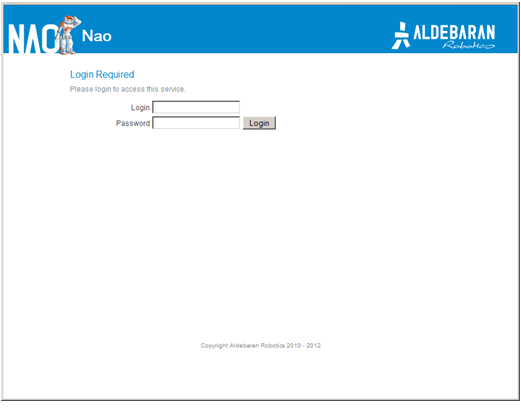 NAO Nao ALDEBARAN
Robotics
Login Required
Please login to access this service.
Login
Password Login
Copyright Aldebaran Robotics 2010 - 2012